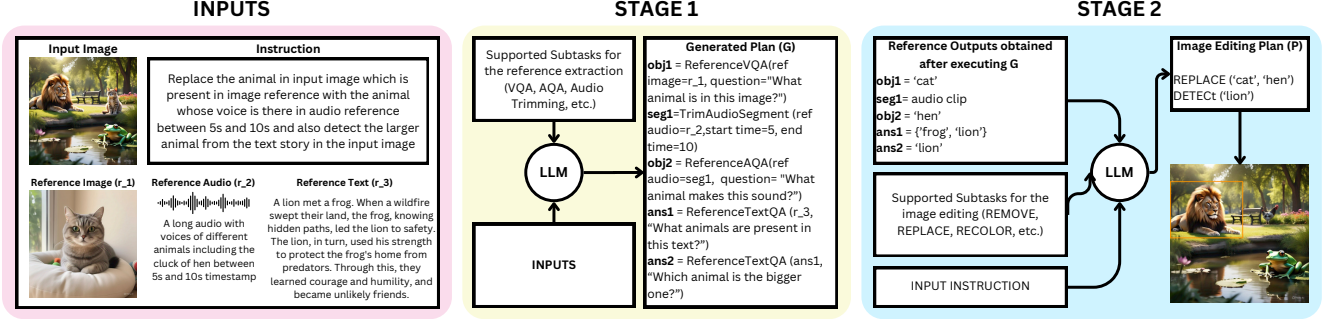 INPUTS
Input Image
Instruction
Replace the animal in input image which is
present in image reference with the animal
whose voice is there in audio reference
between 5s and 10s and also detect the larger
animal from the text story in the input image
Reference Image (r_1)
Reference Audio (r_2)
A long audio with
voices of different
animals including the
cluck of hen between
5s and 10s timestamp
Reference Text (r_3)
A lion met a frog. When a wildfire
swept their land, the frog, knowing
hidden paths, led the lion to safety.
The lion, in turn, used his strength
to protect the frog's home from
predators. Through this, they
learned courage and humility, and
became unlikely friends.
STAGE 1
Supported Subtasks for
the reference extraction
(VQA, AQA, Audio
Trimming, etc.)
LLM
INPUTS
Generated Plan (G)
obj1 = ReferenceVQA(ref
image=r_1, question="What
animal is in this image?")
seg1=TrimAudioSegment (ref
audio=r_2,start time=5, end
time=10)
obj2 = ReferenceAQA(ref
audio=seg1, question= "What
animal makes this sound?")
ans1 = ReferenceTextQA (r_3,
“What animals are present in
this text?”)
ans2 = ReferenceTextQA (ans1,
“Which animal is the bigger
one?”)
STAGE 2
Reference Outputs obtained
after executing G
obj1 = ‘cat’
seg1= audio clip
obj2 = ‘hen’
ans1 = {‘frog’, ‘lion’}
ans2 = ‘lion’
Supported Subtasks for the
image editing (REMOVE,
REPLACE, RECOLOR, etc.)
INPUT INSTRUCTION
LLM
Image Editing Plan (P)
REPLACE (‘cat’, ‘hen’)
DETECt (‘lion’)